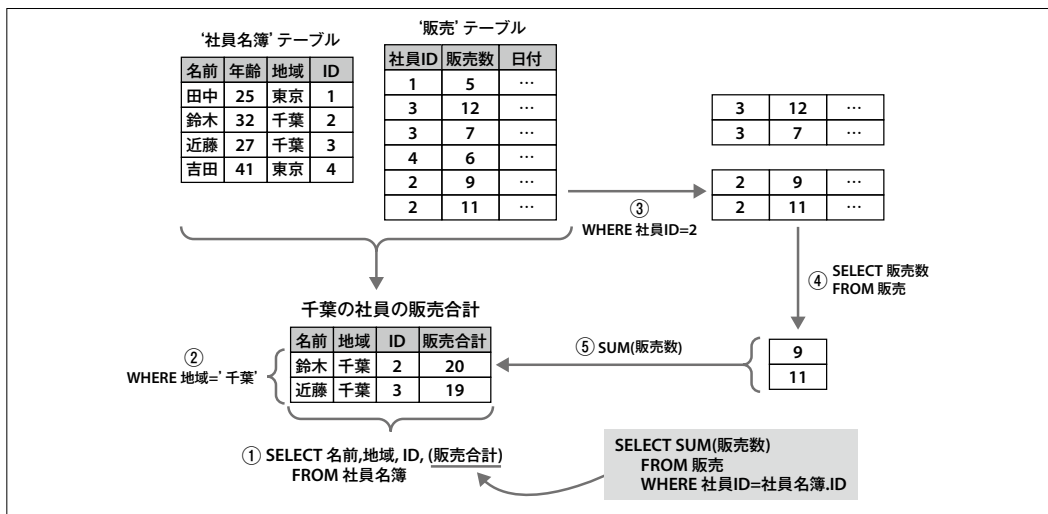 ‘社員名簿’ テーブル
名前 年齢 地域 ID
田中 25 東京 1
鈴木 32 千葉 2
近藤 27 千葉 3
吉田 41 東京 4
‘販売’ テーブル
社員ID 販売数 日付
1 5 …
3 12 …
3 7 …
4 6 …
2 9 …
2 11 …
③
WHERE 社員ID=2
3 12 …
3 7 …
2 9 …
2 11 …
④ SELECT 販売数
FROM 販売
9
11
⑤ SUM(販売数)
千葉の社員の販売合計
名前 地域 ID 販売合計
鈴木 千葉 2 20
近藤 千葉 3 19
②
WHERE 地域=’ 千葉’
① SELECT 名前,地域, ID, (販売合計)
FROM 社員名簿
SELECT SUM(販売数)
FROM 販売
WHERE 社員ID=社員名簿.ID